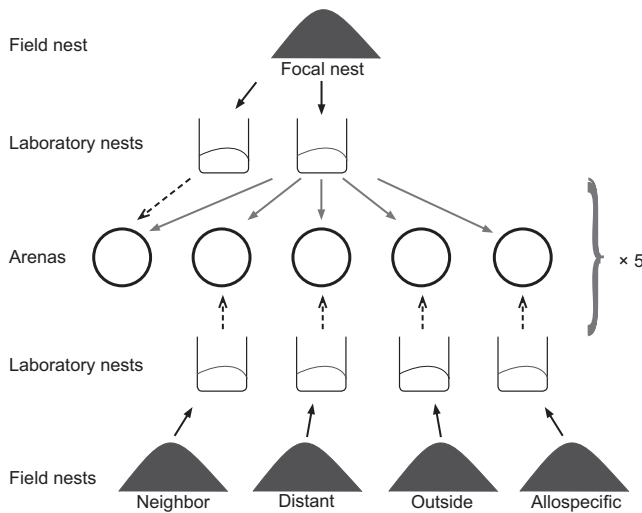 Field nest
Focal nest
Laboratory nests
Arenas
× 5
Laboratory nests
Field nests
Neighbor
Distant
Outside
Allospecific